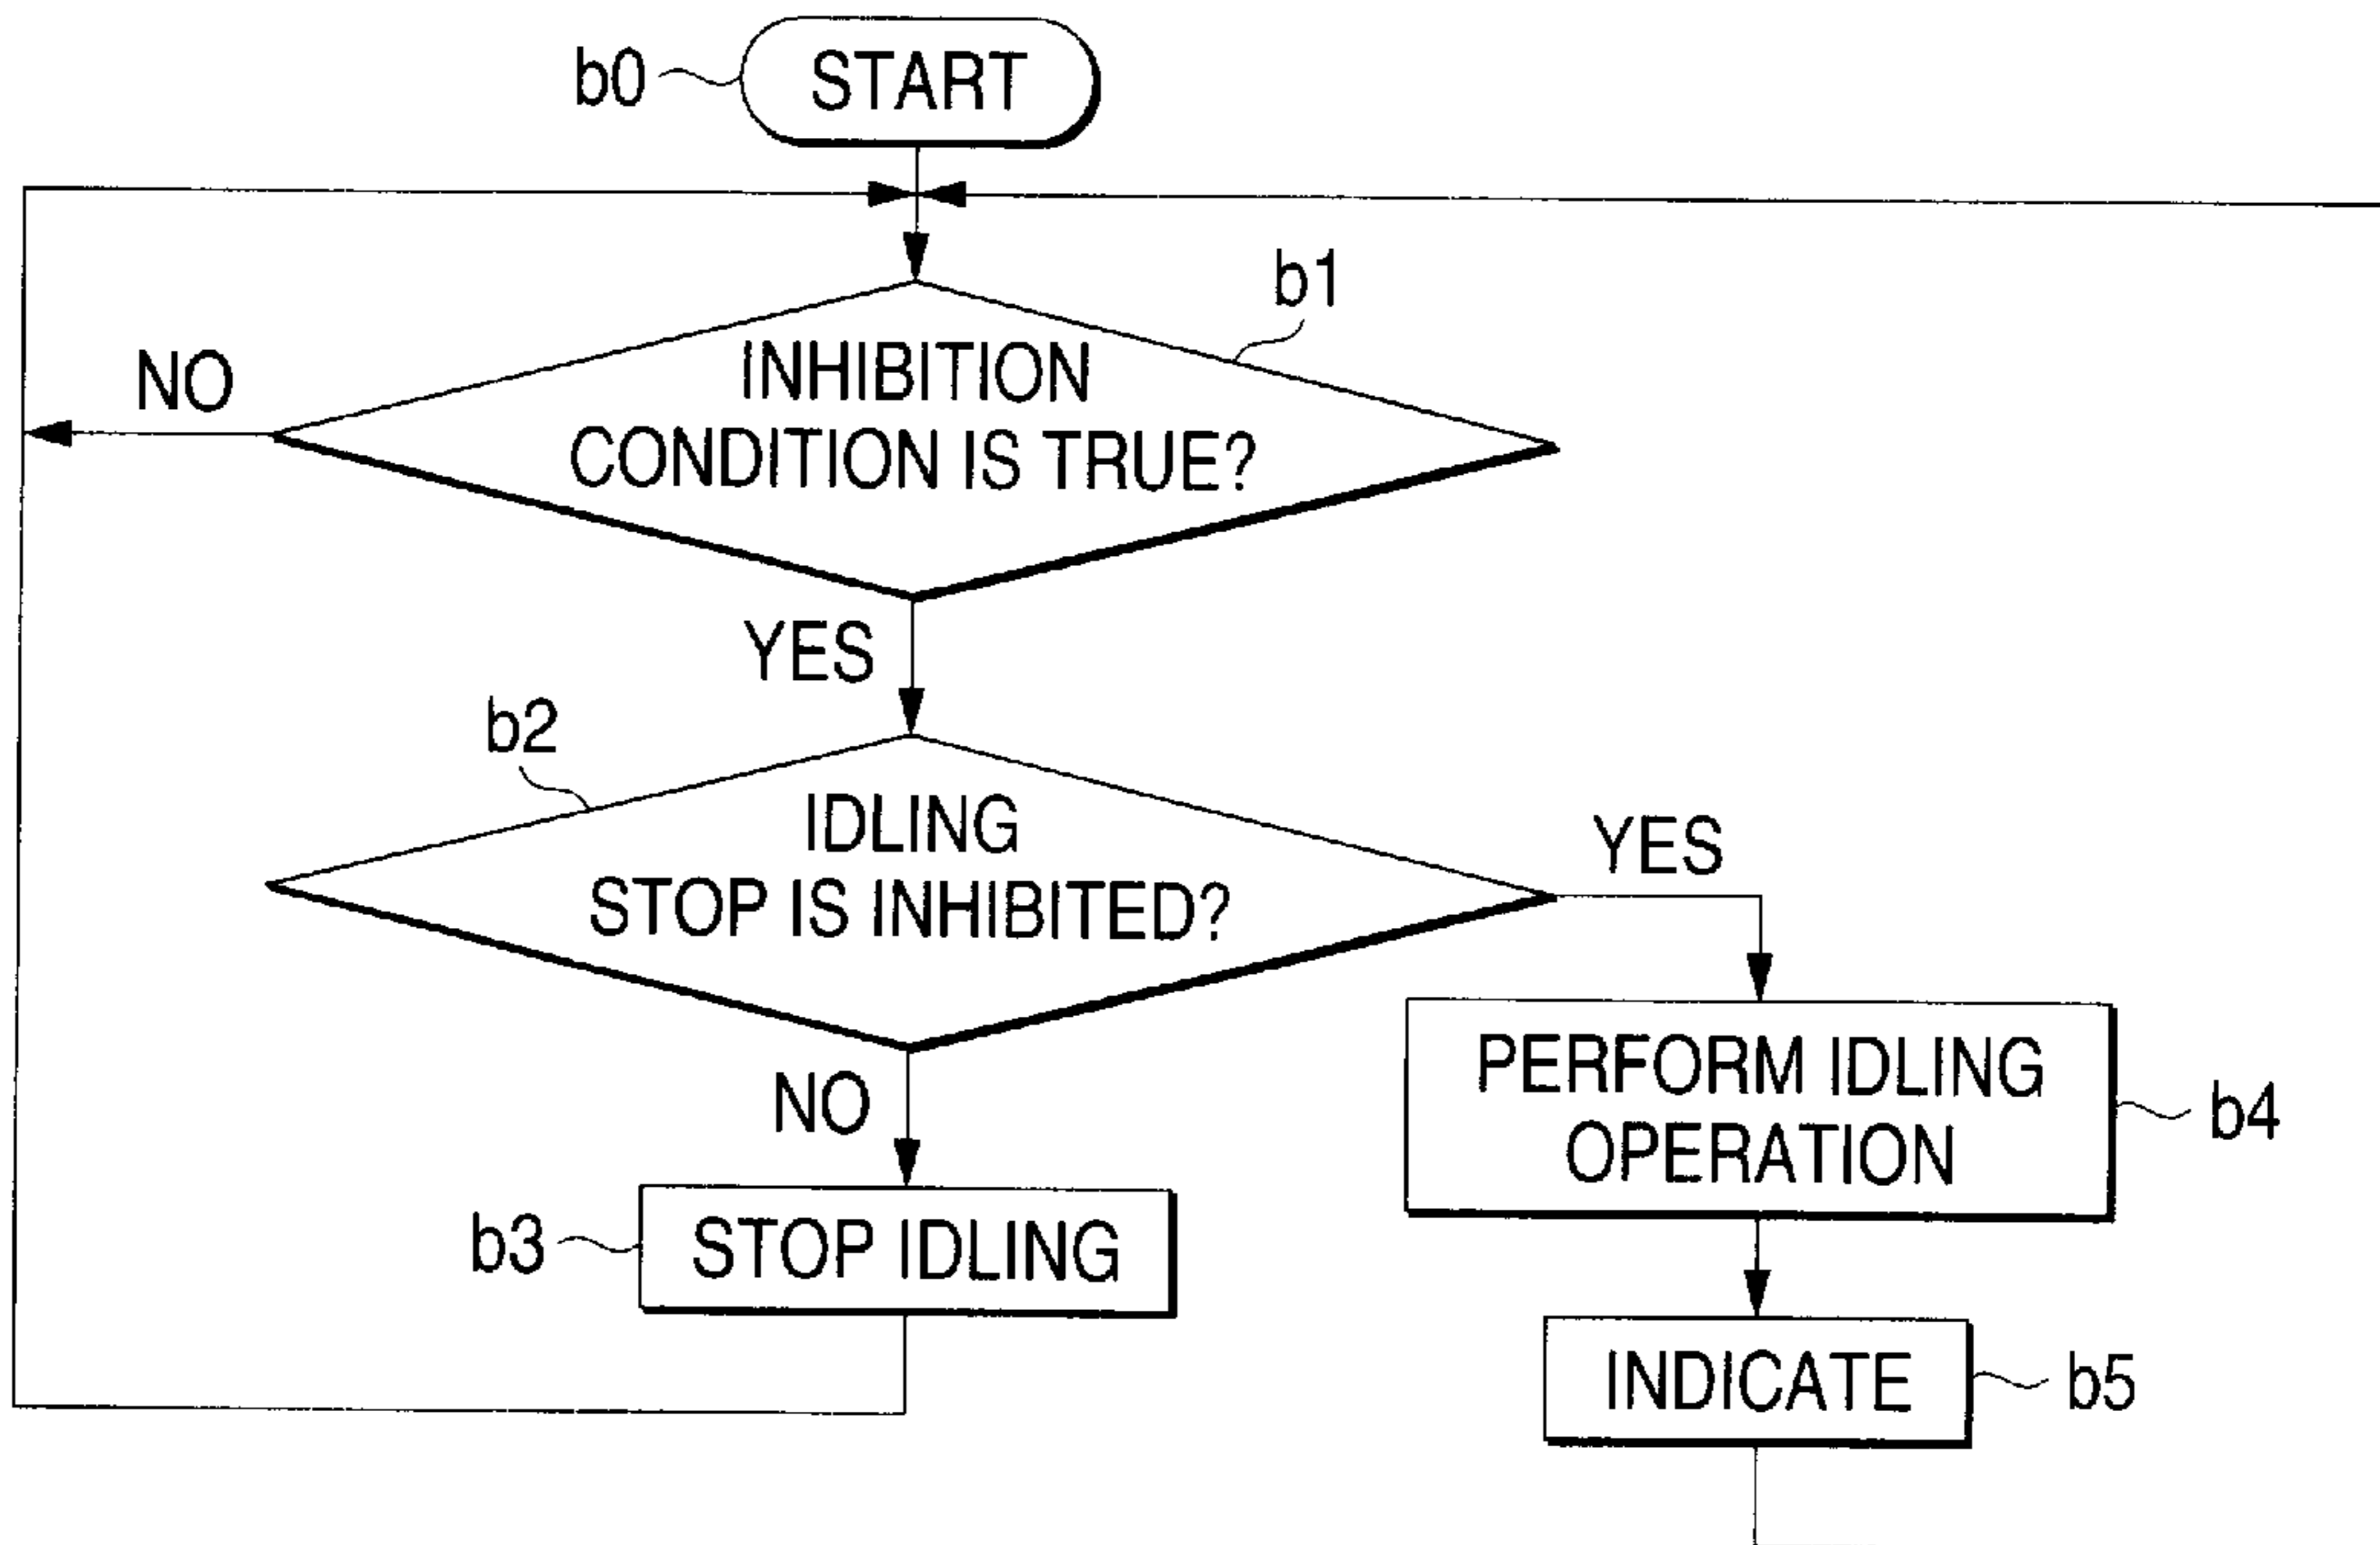 b0
START
b1
INHIBITION
CONDITION IS TRUE?
NO
YES
b2
IDLING
STOP IS INHIBITED?
YES
NO
PERFORM IDLING
OPERATION
b4
b3
STOP IDLING
INDICATE
b5